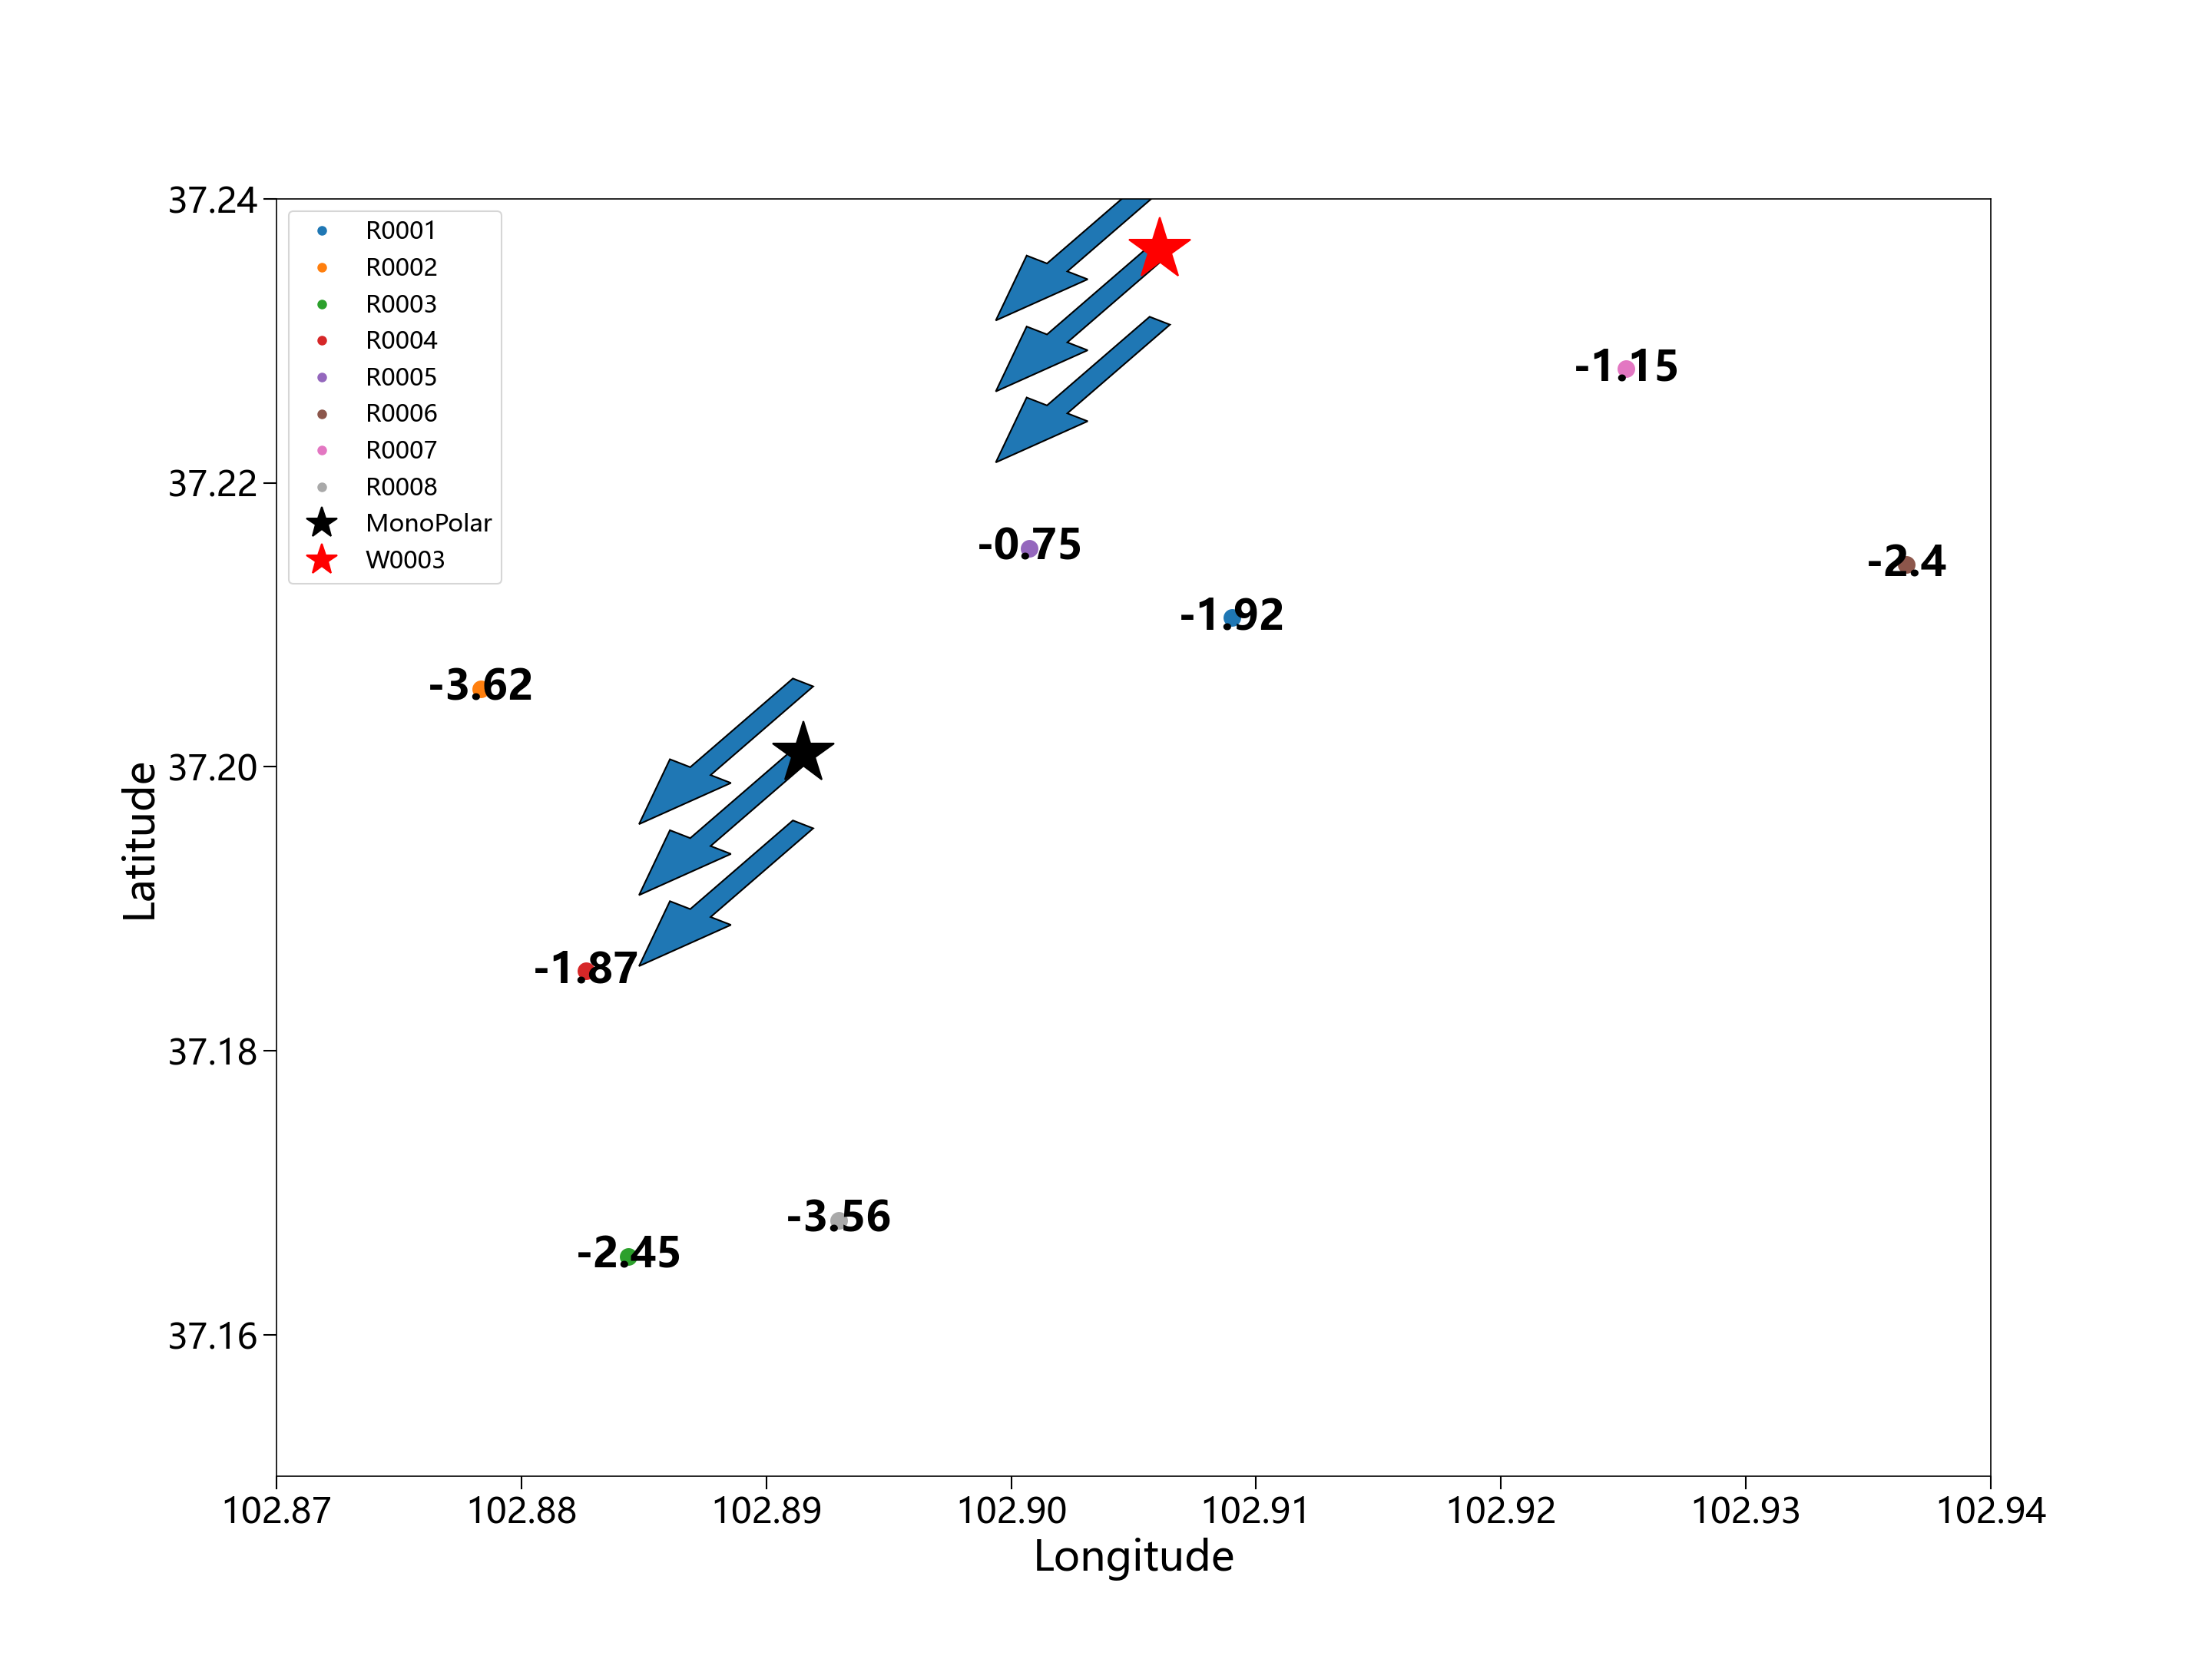 37.24
37.22
37.20
37.18
37.16
Latitude
R0001
R0002
R0003
R0004
R0005
R0006
R0007
R0008
MonoPolar
W0003
-1.15
-0.75
-2.4
-1.92
-3.62
-1.87
-3.56
-2.45
102.87 102.88 102.89 102.90 102.91 102.92 102.93 102.94
Longitude